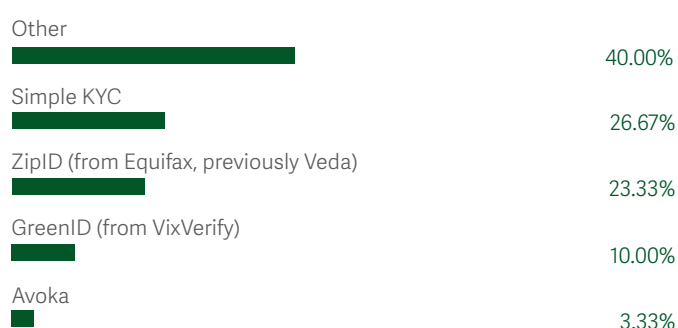 Other
40.00%
Simple KYC
26.67%
ZipID (from Equifax, previously Veda)
23.33%
GreenID (from VixVerify)
10.00%
Avoka
3.33%